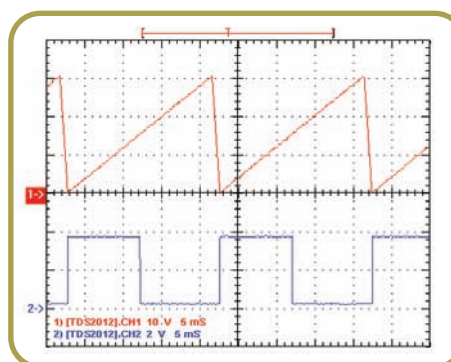 T
1->
2->
1) [TDS2012].CH1 10 V 5 mS
2) [TDS2012].CH2 2 V 5 mS